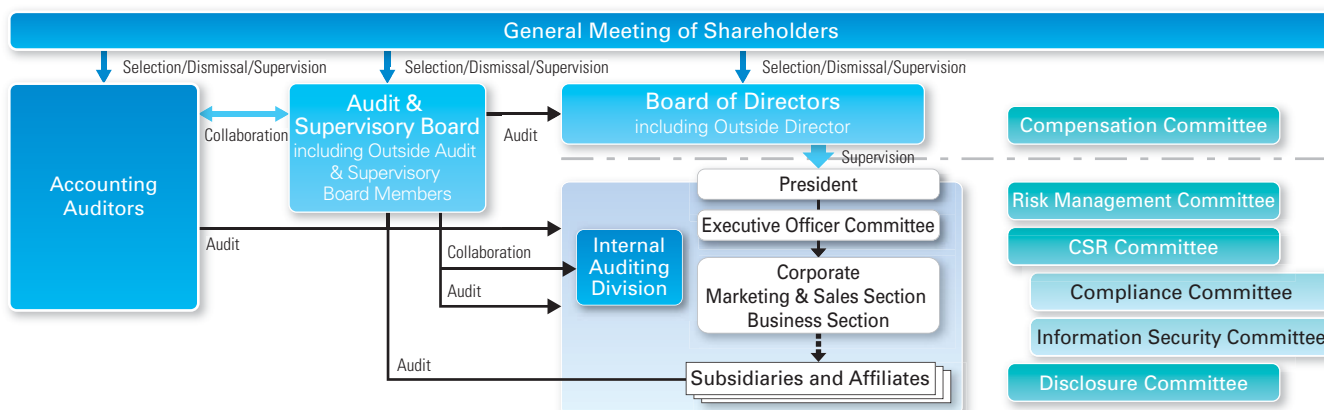 General Meeting of Shareholders
Selection/Dismissal/Supervision
Selection/Dismissal/Supervision
Selection/Dismissal/Supervision
Accounting
Auditors
Collaboration
Audit &
Supervisory Board
including Outside Audit
& Supervisory
Board Members
Audit
Board of Directors
including Outside Director
Supervision
Compensation Committee
President
Executive Officer Committee
Corporate
Marketing & Sales Section
Business Section
Subsidiaries and Affiliates
Internal
Auditing
Division
Audit
Collaboration
Audit
Audit
Risk Management Committee
CSR Committee
Compliance Committee
Information Security Committee
Disclosure Committee